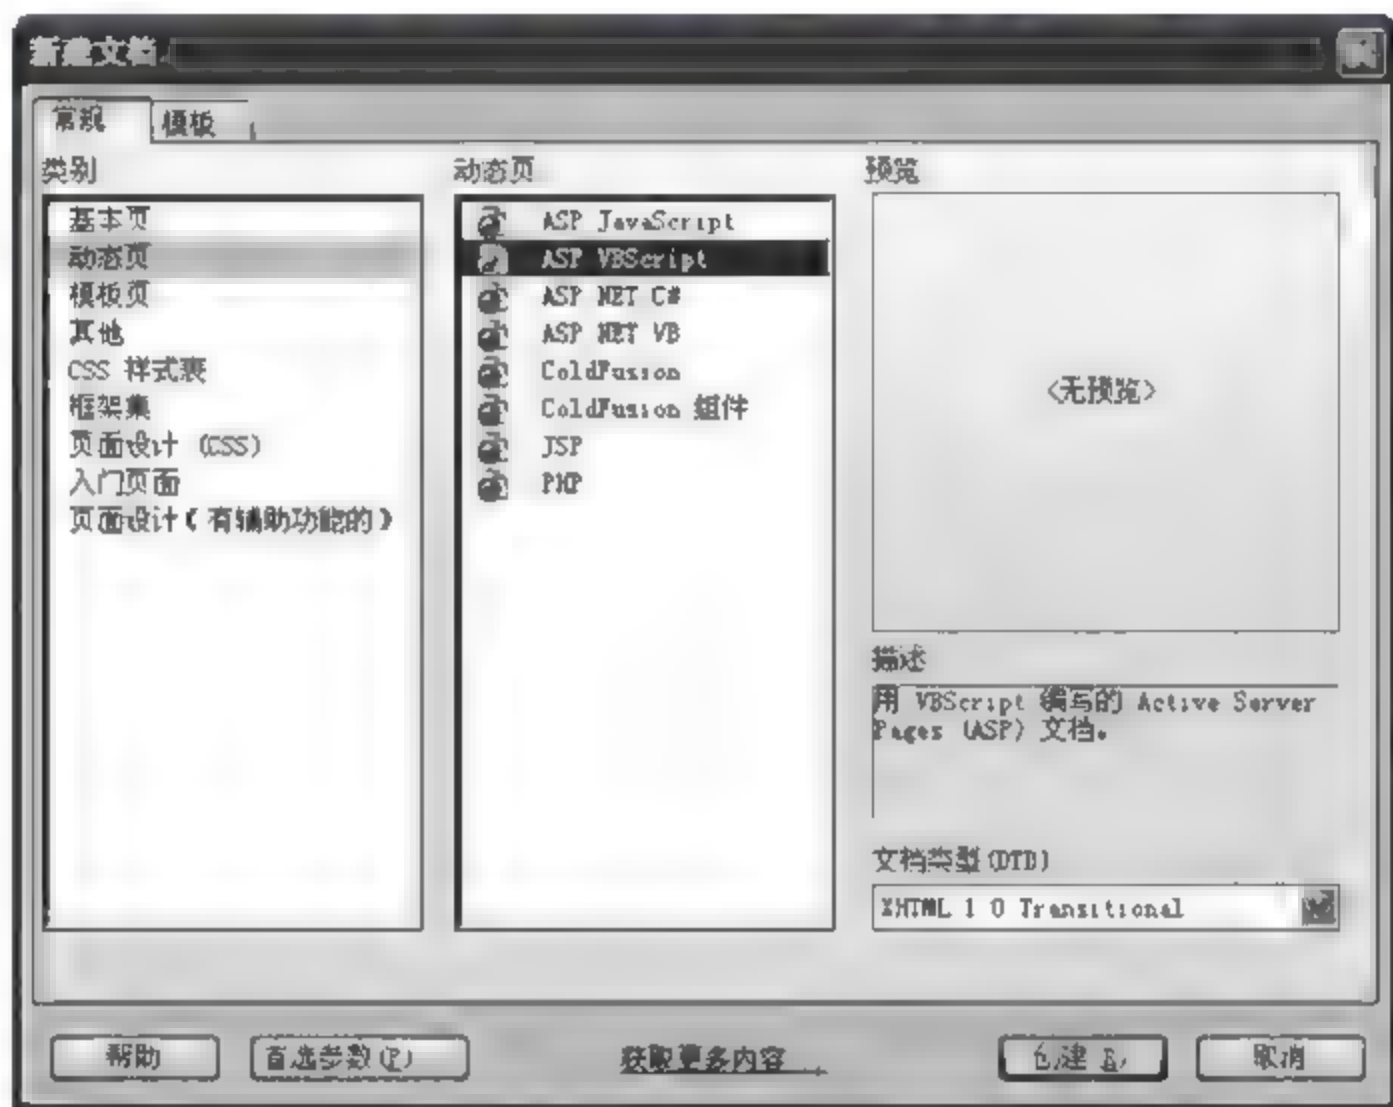 新建文档
常规 模板
类别
基本页
动态页
模板页
其他
CSS 样式表
框架集
页面设计 (CSS)
入门页面
页面设计(有辅助功能的)
动态页
ASP JavaScript
ASP VBScript
ASP NET C#
ASP NET VB
ColdFusion
ColdFusion 组件
JSP
PHP
预览
<无预览>
描述
用 VBScript 编写的 Active Server
Pages (ASP) 文档。
文档类型(DTD)
XHTML 1 0 Transitional
帮助 首选参数(P) 获取更多内容 创建 取消